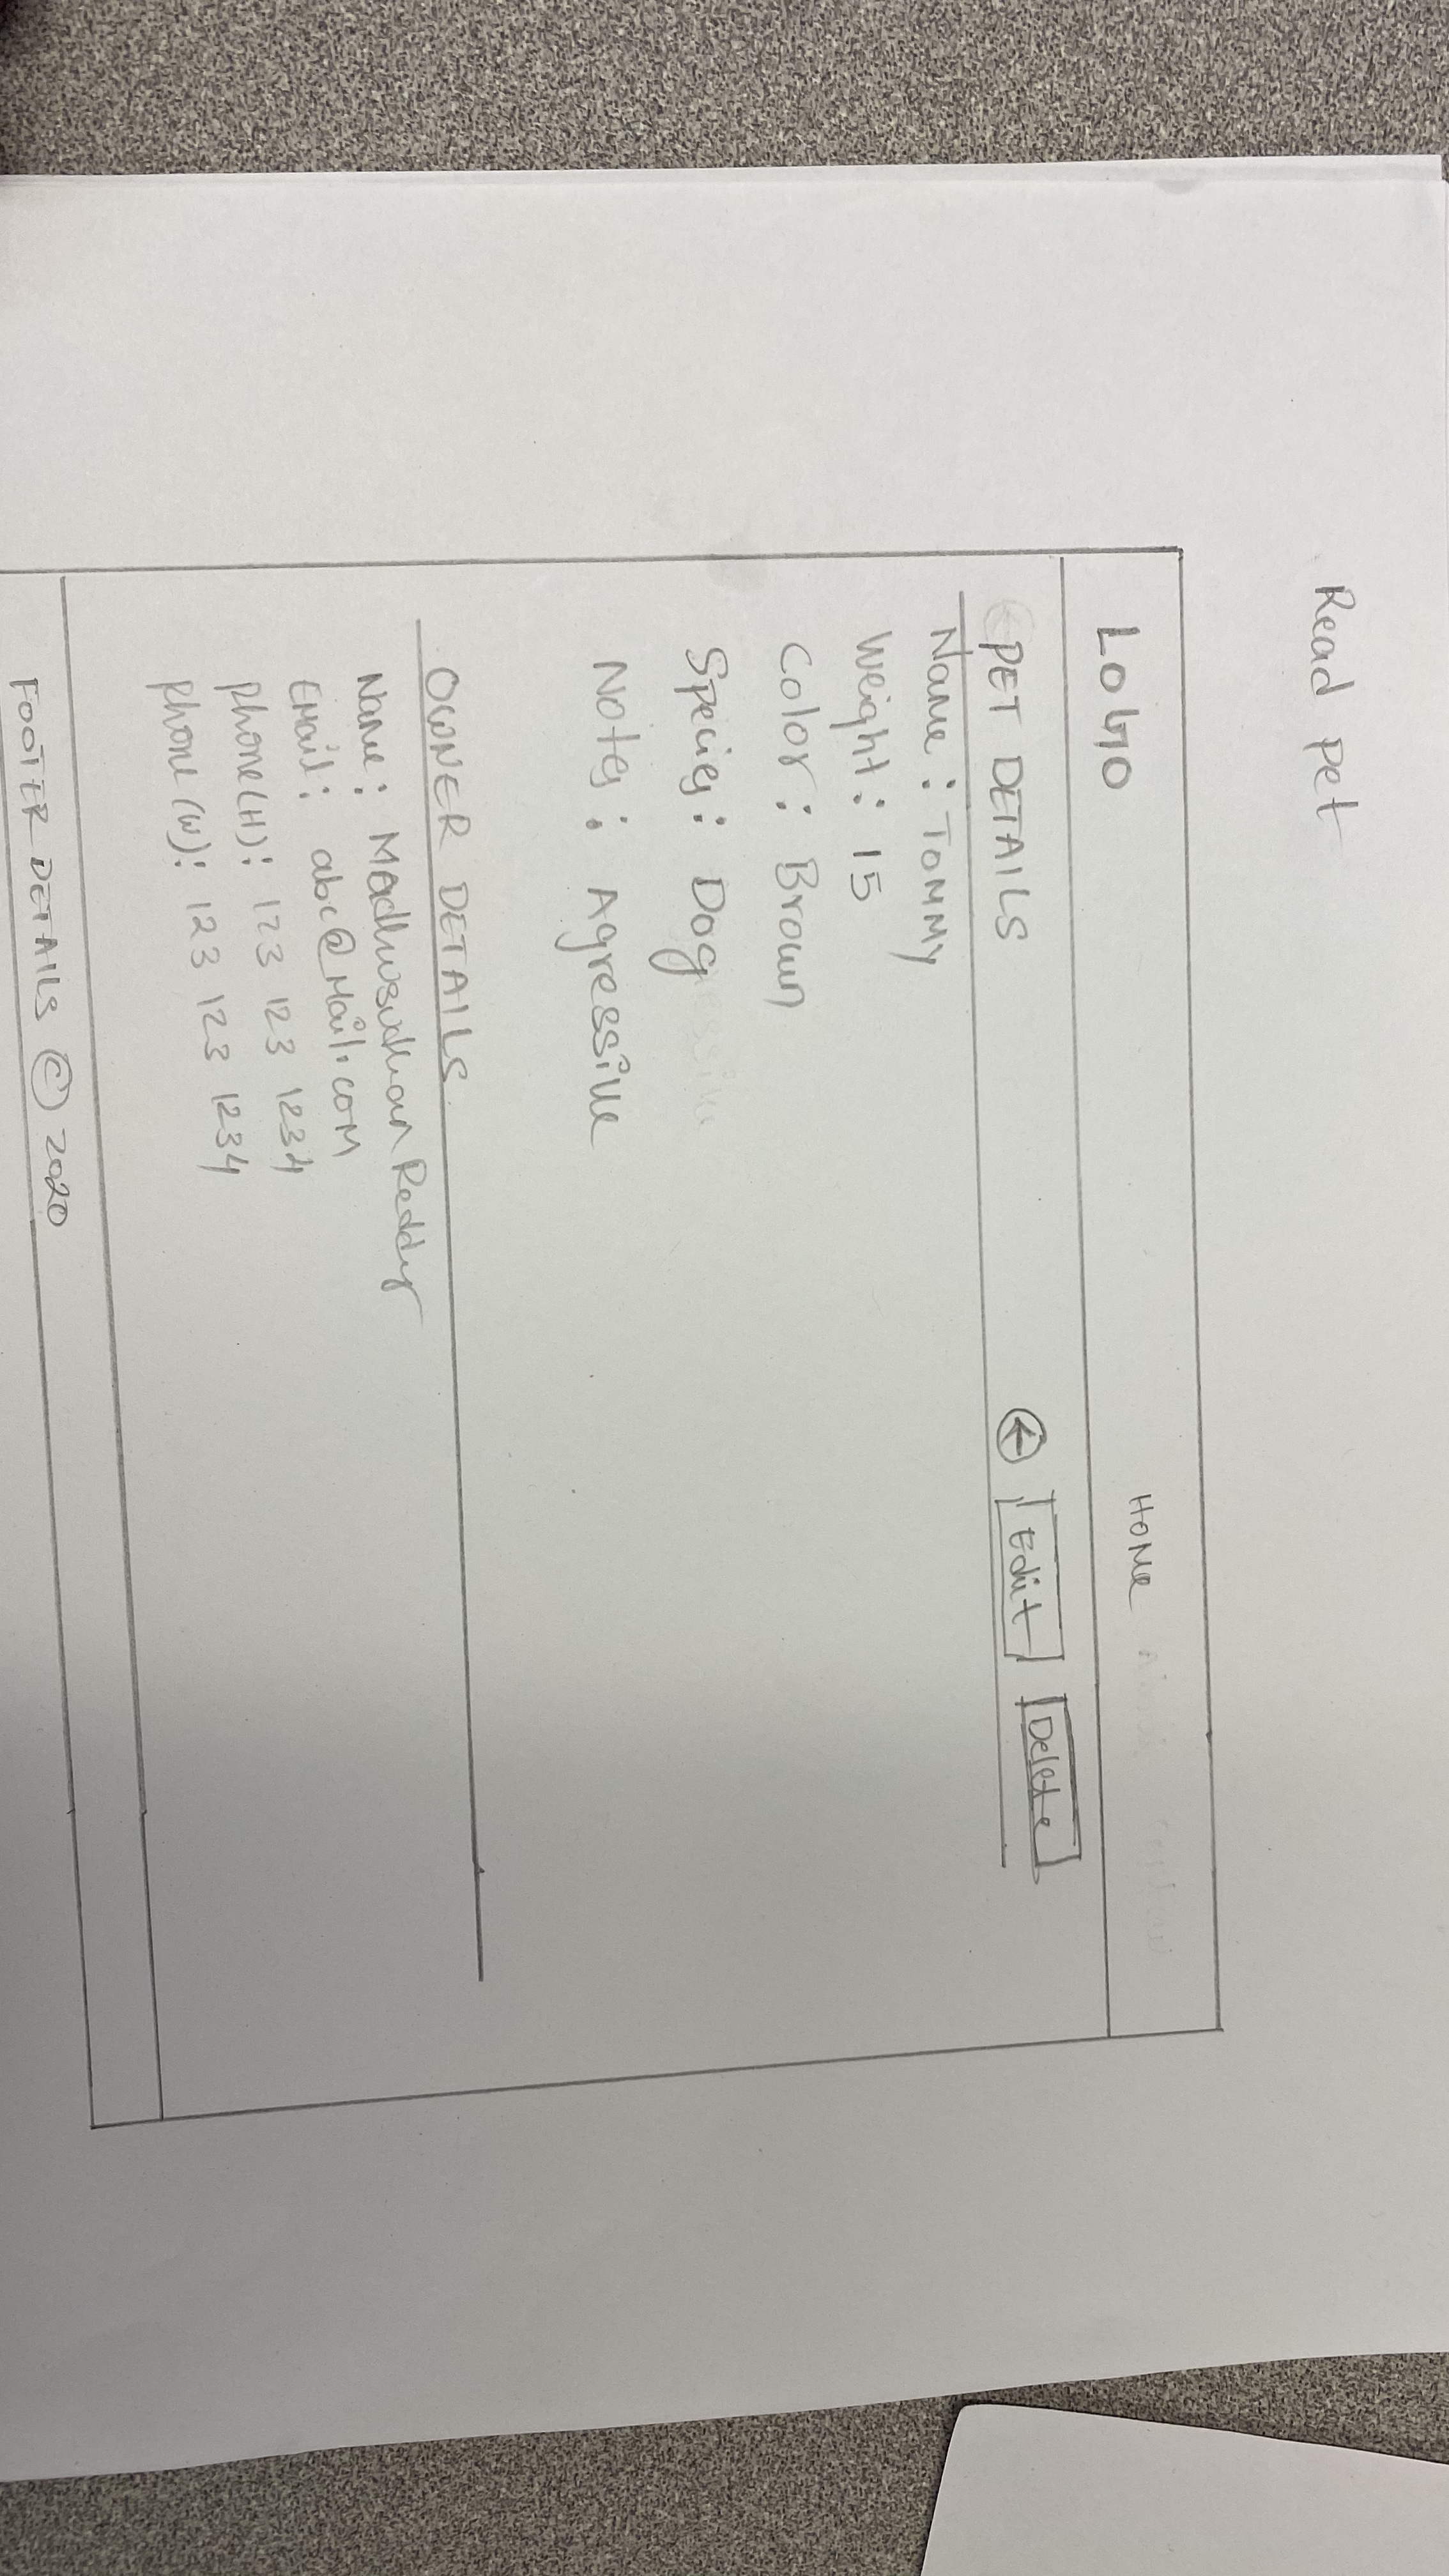 Read pet
LOGO HOME
PET DETAILS ← Edit Delete
Name : TOMMY
Weight : 15
Color : Brown
Species : Dog
Notes : Agressive
OWNER DETAILS
Name : Madhusudhan Reddy
Email : abc@mail.com
Phone (H) : 123 123 1234
Phone (W) : 123 123 1234
FOOTER DETAILS © 2020